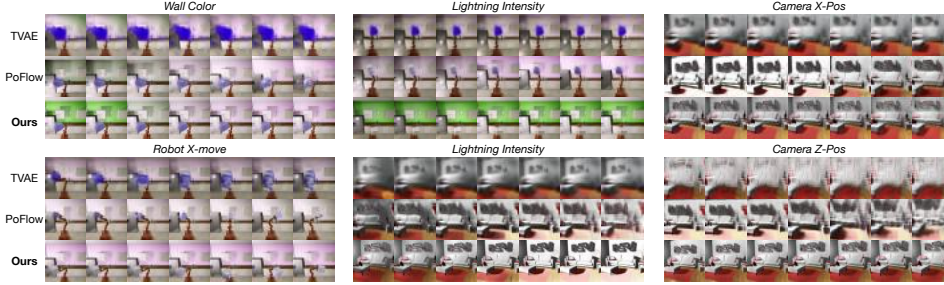 Wall Color
Lightning Intensity
Camera X-Pos
TVAE
PoFlow
Ours
Robot X-move
Lightning Intensity
Camera Z-Pos
TVAE
PoFlow
Ours